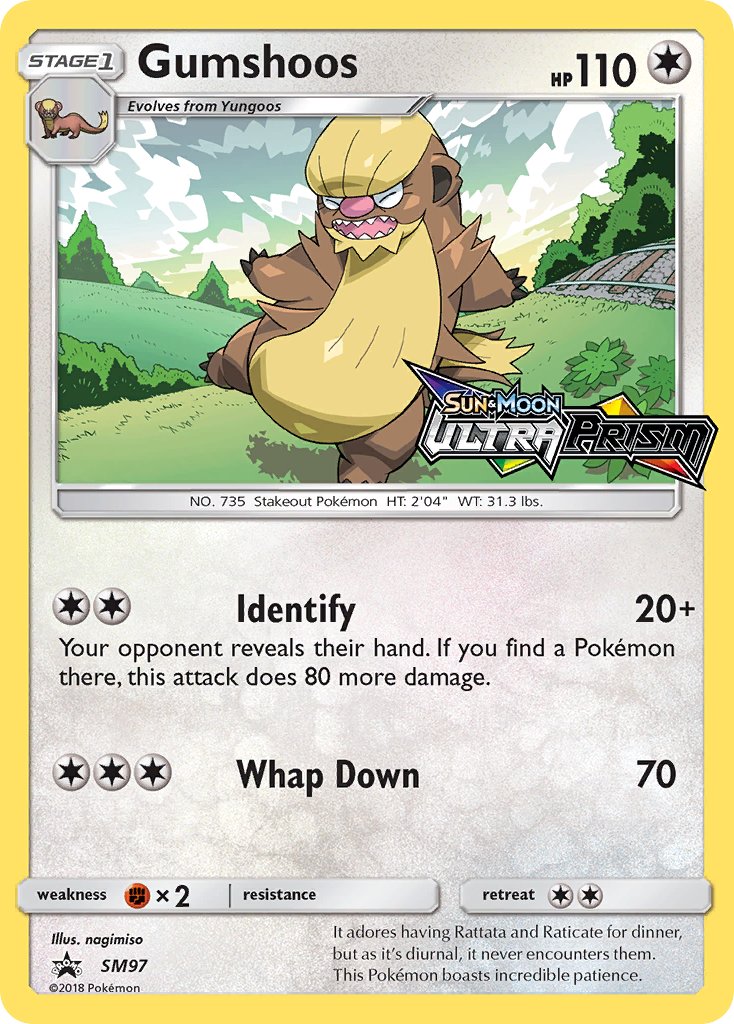 STAGE1
Gumshoos
HP 110
Evolves from Yungoos
SUN & MOON
ULTRA PRISM
NO. 735 Stakeout Pokémon HT: 2'04" WT: 31.3 lbs.
Identify 20+
Your opponent reveals their hand. If you find a Pokémon
there, this attack does 80 more damage.
Whap Down 70
weakness × 2 resistance retreat
Illus. nagimiso
SM97
©2018 Pokémon
It adores having Rattata and Raticate for dinner,
but as it's diurnal, it never encounters them.
This Pokémon boasts incredible patience.